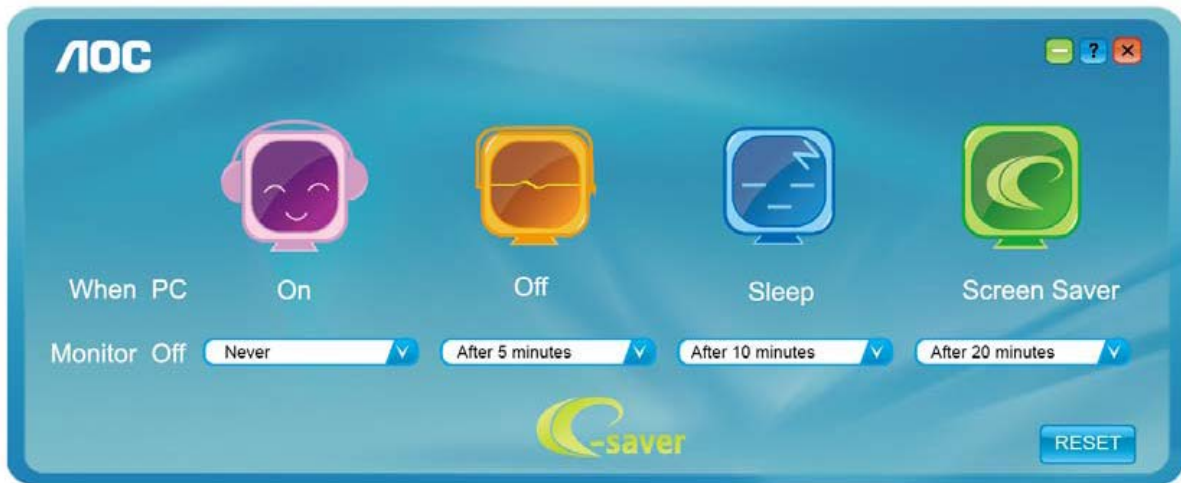 AOC
?
When PC On Off Sleep Screen Saver
Monitor Off Never After 5 minutes After 10 minutes After 20 minutes
e-saver
RESET